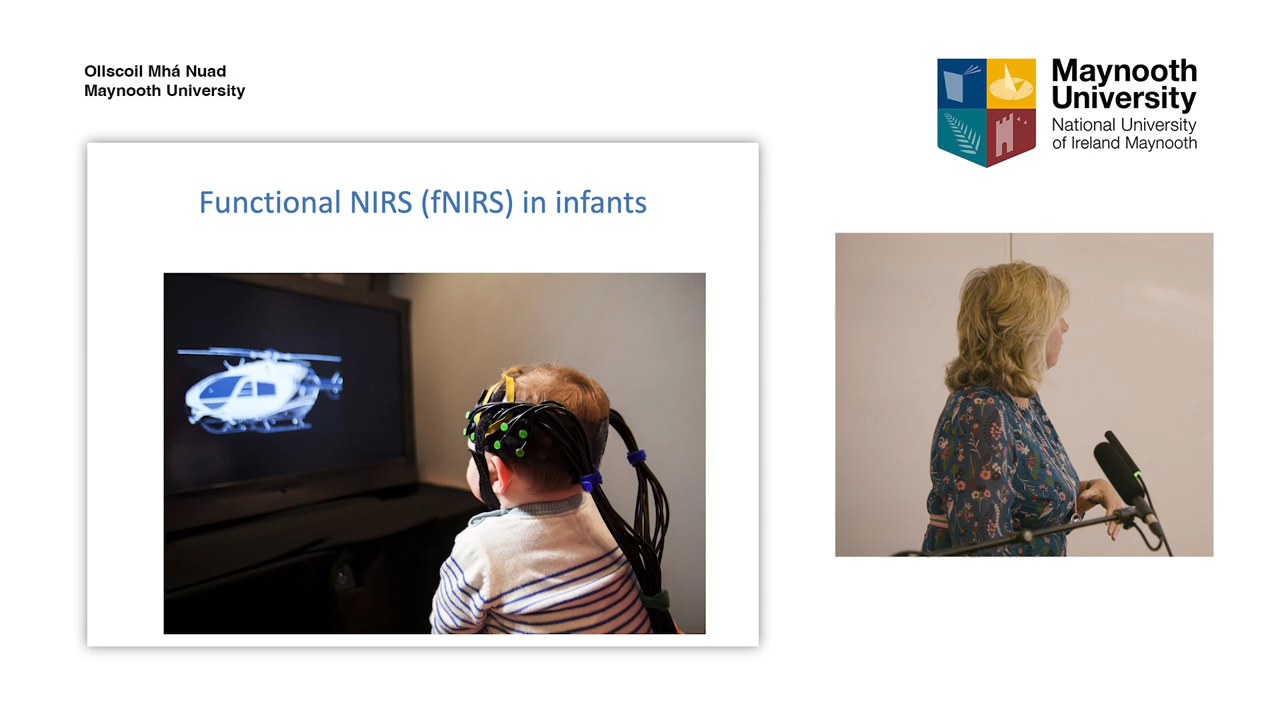 Ollscoil Mhá Nuad
Maynooth University
Maynooth
University
National University
of Ireland Maynooth
Functional NIRS (fNIRS) in infants